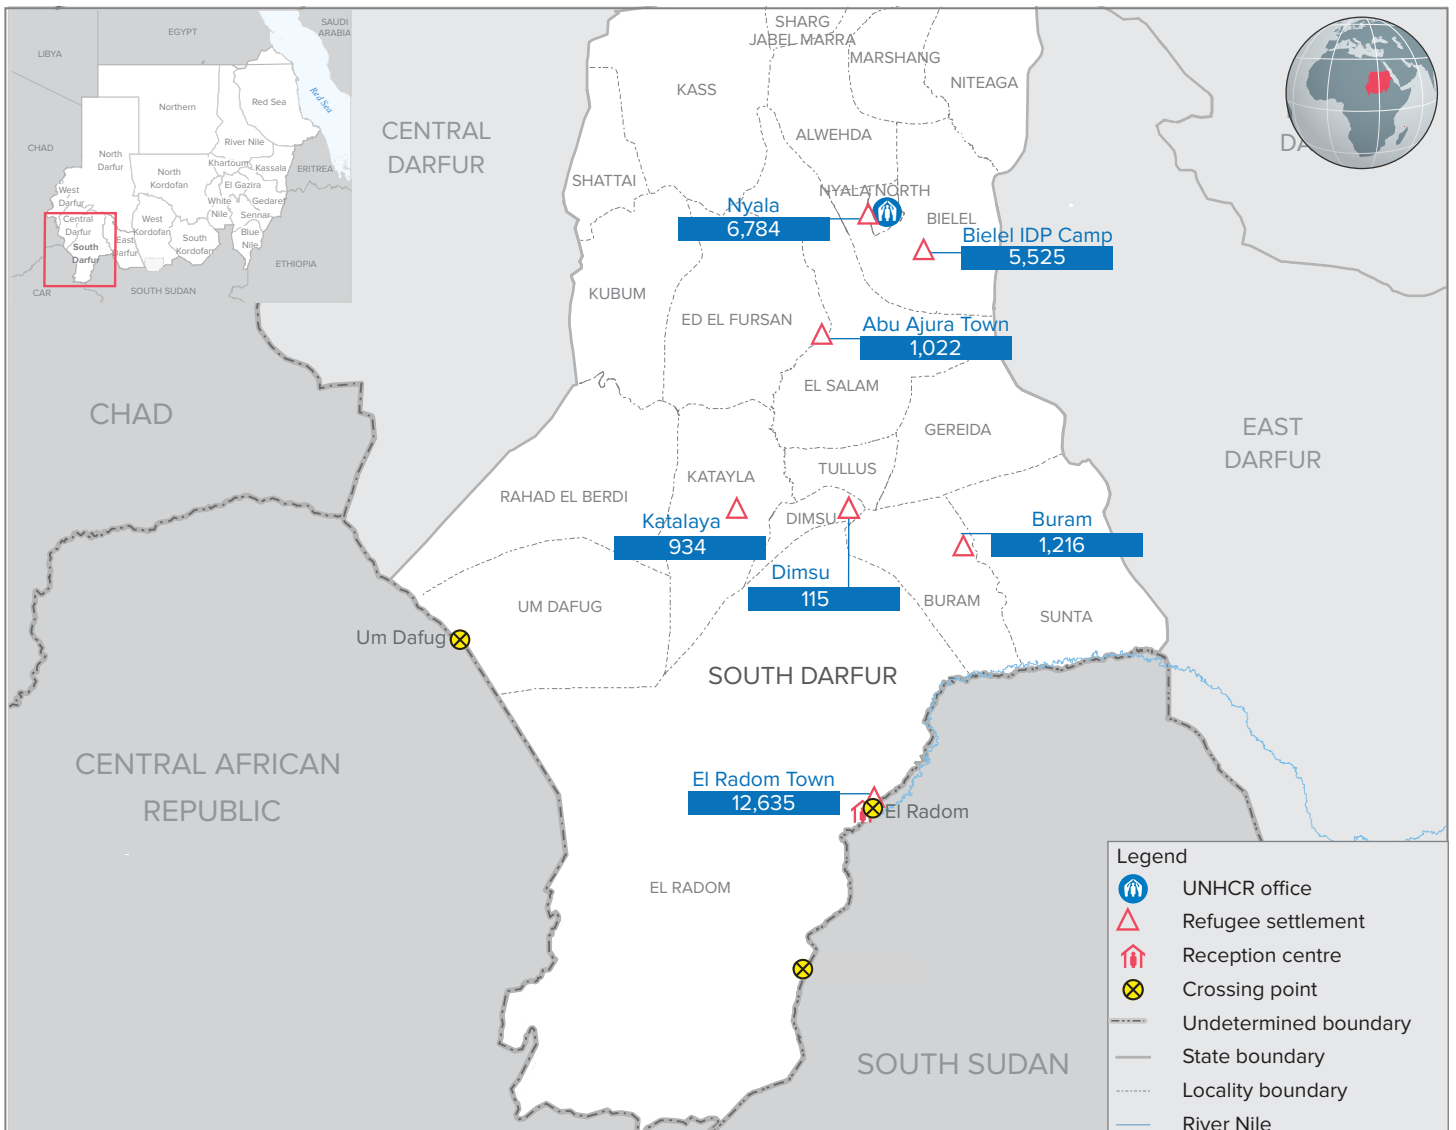 SAUDI
ARABIA
EGYPT
LIBYA
Red Sea
Northern
Red Sea
CHAD
North
Darfur
River Nile
Khartoum
Kassala
ERITREA
North
Kordofan
El Gazira
West
Darfur
White
Nile
Gedaref
Sennar
Central
Darfur
West
Kordofan
South
Darfur
East
Darfur
South
Kordofan
Blue
Nile
ETHIOPIA
CAR
SOUTH SUDAN
CENTRAL
DARFUR
SHARG
JABEL MARRA
MARSHANG
NITEAGA
KASS
ALWEHDA
SHATTAI
NYALA NORTH
BIELEL
Nyala
6,784
Bielel IDP Camp
5,525
KUBUM
ED EL FURSAN
Abu Ajura Town
1,022
EL SALAM
CHAD
GEREIDA
EAST
DARFUR
KATAYLA
TULLUS
RAHAD EL BERDI
DIMSU
Katalaya
934
Buram
1,216
Dimsu
115
UM DAFUG
BURAM
SUNTA
Um Dafug
SOUTH DARFUR
CENTRAL AFRICAN
REPUBLIC
El Radom Town
12,635
El Radom
EL RADOM
SOUTH SUDAN
Legend
UNHCR office
Refugee settlement
Reception centre
Crossing point
Undetermined boundary
State boundary
Locality boundary
River Nile